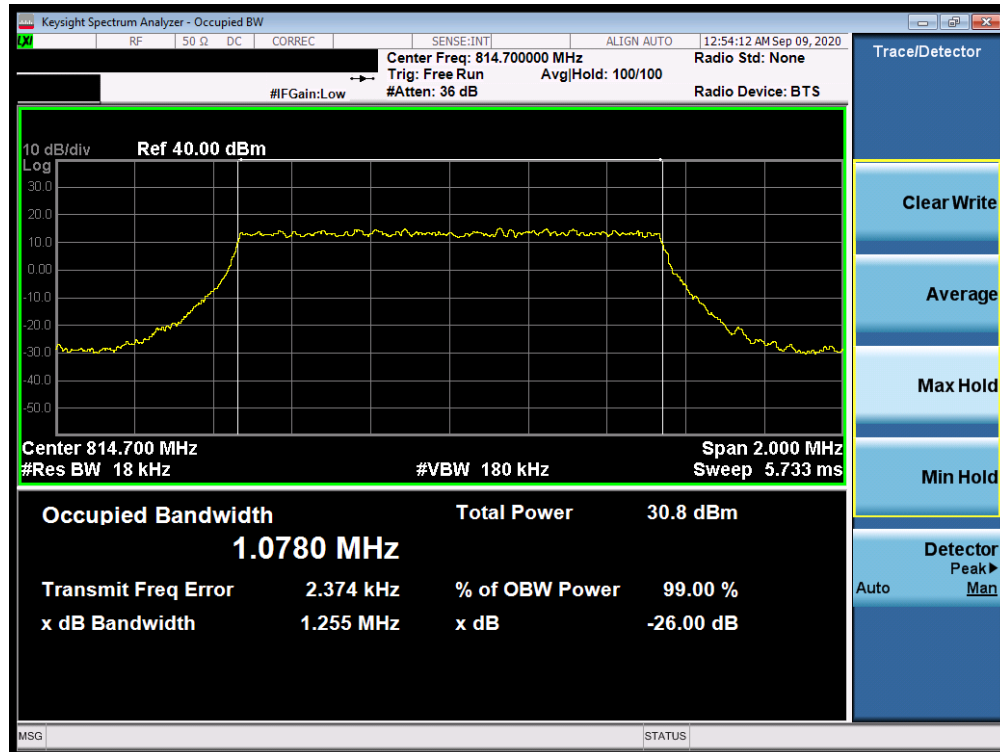 Keysight Spectrum Analyzer - Occupied BW
LXI RF 50 Ω DC CORREC SENSE:INT ALIGN AUTO 12:54:12 AM Sep 09, 2020
Center Freq: 814.700000 MHz Radio Std: None
Trig: Free Run Avg|Hold: 100/100
#IFGain:Low #Atten: 36 dB Radio Device: BTS
10 dB/div Ref 40.00 dBm
Log
30.0
20.0
10.0
0.00
-10.0
-20.0
-30.0
-40.0
-50.0
Center 814.700 MHz Span 2.000 MHz
#Res BW 18 kHz #VBW 180 kHz Sweep 5.733 ms
Occupied Bandwidth Total Power 30.8 dBm
1.0780 MHz
Transmit Freq Error 2.374 kHz % of OBW Power 99.00 %
x dB Bandwidth 1.255 MHz x dB -26.00 dB
MSG STATUS
Trace/Detector
Clear Write
Average
Max Hold
Min Hold
Detector
Peak▶
Auto Man